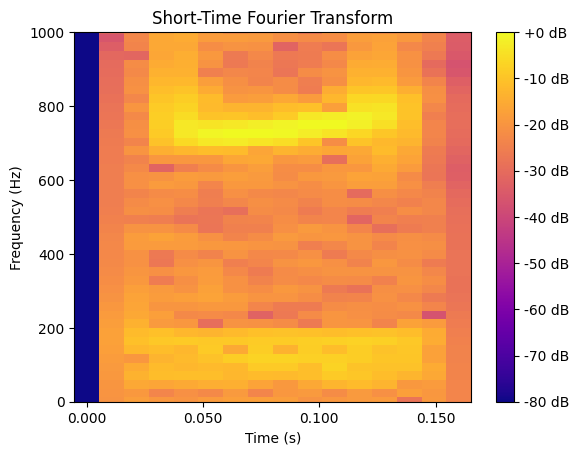 Short-Time Fourier Transform
1000
800
600
400
200
0
Frequency (Hz)
0.000
0.050
0.100
0.150
Time (s)
+0 dB
-10 dB
-20 dB
-30 dB
-40 dB
-50 dB
-60 dB
-70 dB
-80 dB